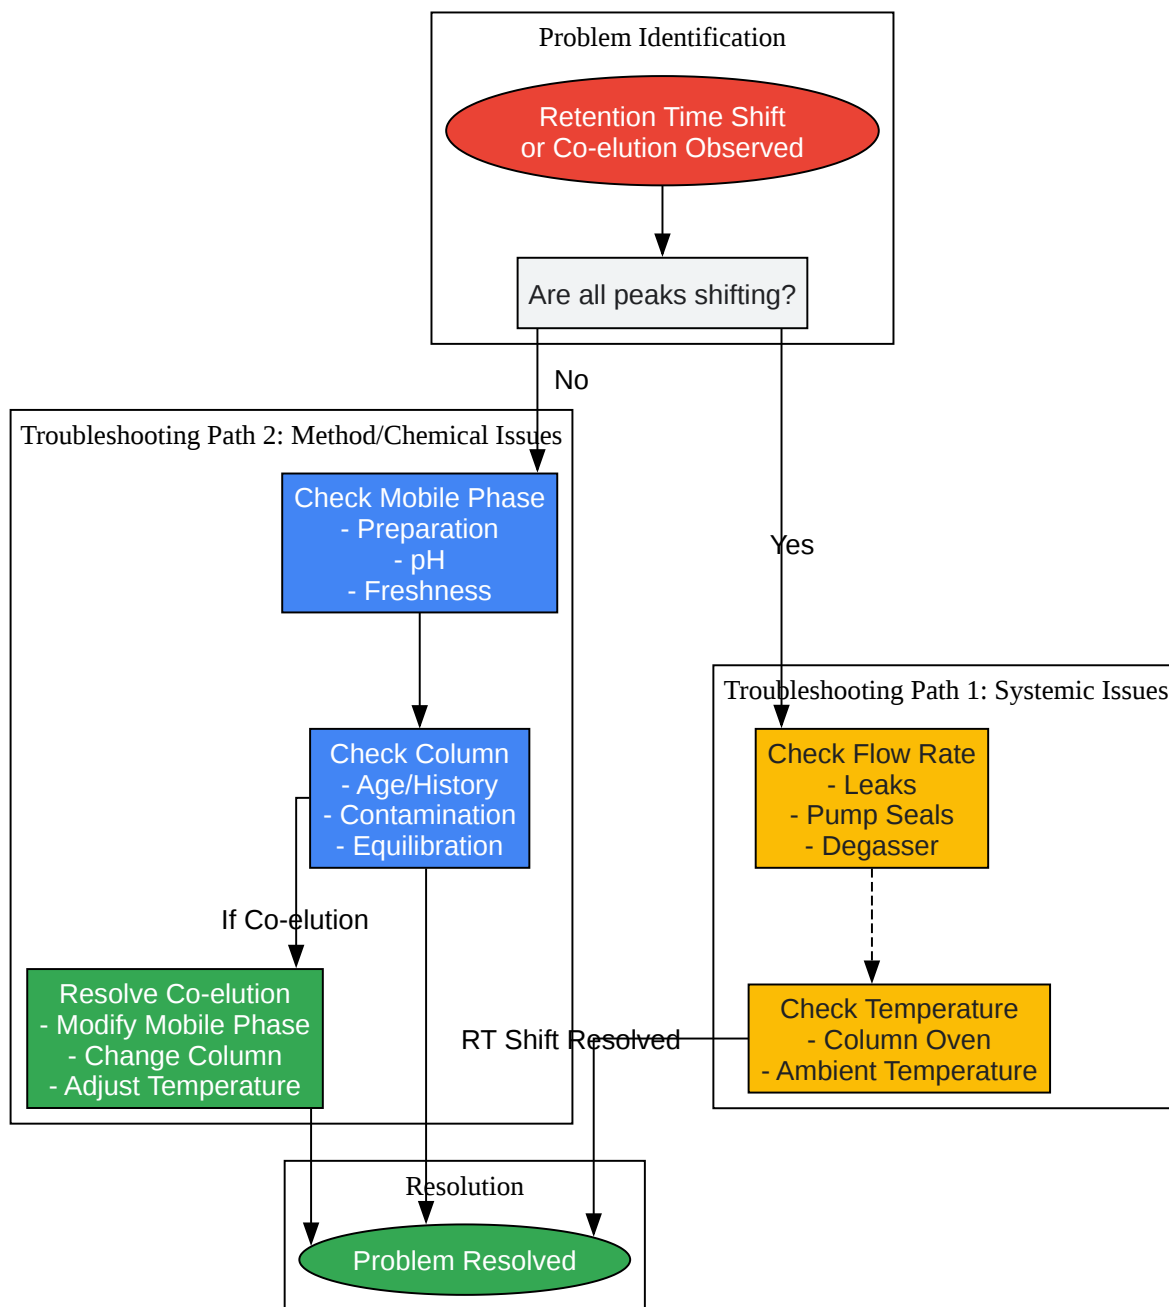 Problem Identification
Retention Time Shift
or Co-elution Observed
Are all peaks shifting?
No
Yes
Troubleshooting Path 2: Method/Chemical Issues
Check Mobile Phase
- Preparation
- pH
- Freshness
Check Column
- Age/History
- Contamination
- Equilibration
If Co-elution
Resolve Co-elution
- Modify Mobile Phase
- Change Column
- Adjust Temperature
Troubleshooting Path 1: Systemic Issues
Check Flow Rate
- Leaks
- Pump Seals
- Degasser
Check Temperature
- Column Oven
- Ambient Temperature
RT Shift Resolved
Resolution
Problem Resolved